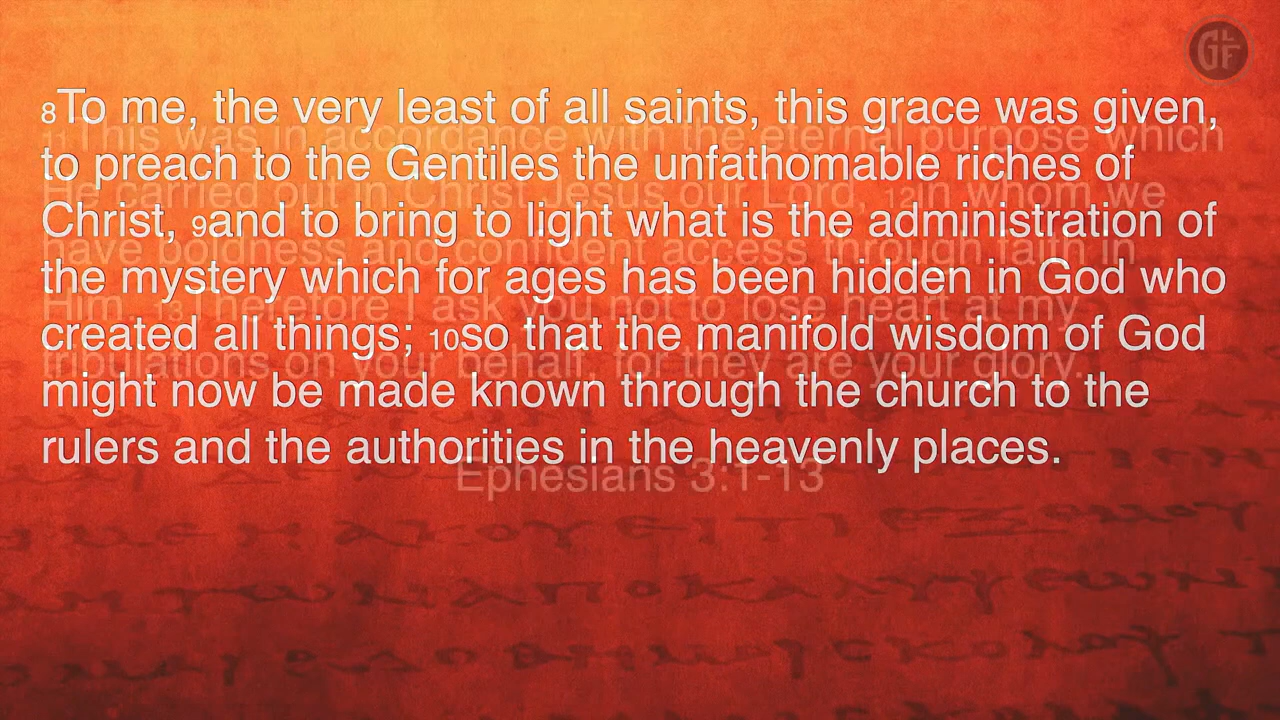 8To me, the very least of all saints, this grace was given,
to preach to the Gentiles the unfathomable riches of
Christ, 9and to bring to light what is the administration of
the mystery which for ages has been hidden in God who
created all things; 10so that the manifold wisdom of God
might now be made known through the church to the
rulers and the authorities in the heavenly places.
11This was in accordance with the eternal purpose which
He carried out in Christ Jesus our Lord, 12in whom we
have boldness and confident access through faith in
Him. 13Therefore I ask you not to lose heart at my
tribulations on your behalf, for they are your glory.
Ephesians 3:1-13